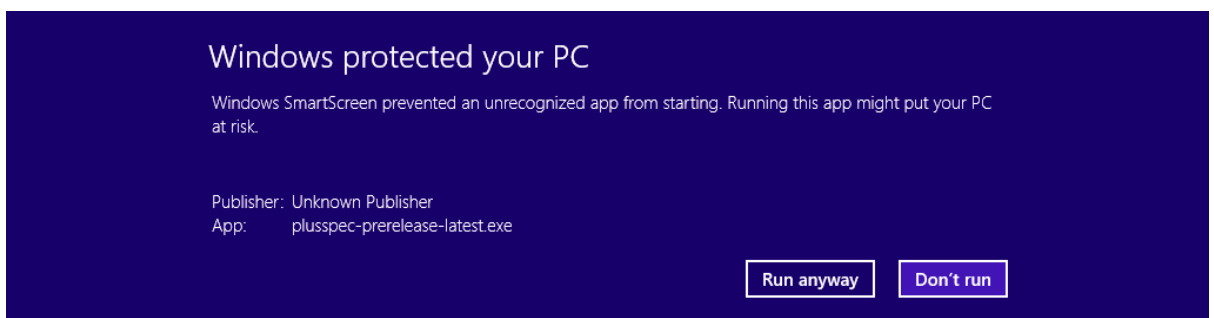 Windows protected your PC
Windows SmartScreen prevented an unrecognized app from starting. Running this app might put your PC
at risk.
Publisher: Unknown Publisher
App: plusspec-prerelease-latest.exe
Run anyway Don't run